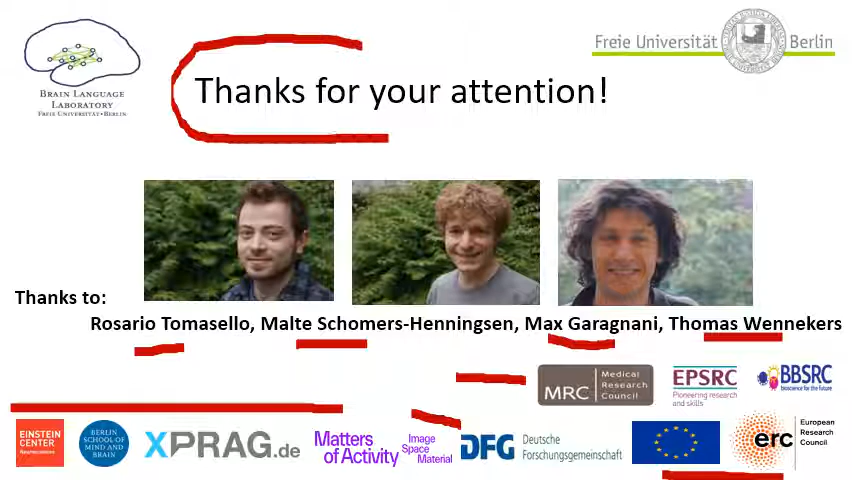 BRAIN LANGUAGE
LABORATORY
FREIE UNIVERSITÄT•BERLIN
Freie Universität Berlin
Thanks for your attention!
Thanks to:
Rosario Tomasello, Malte Schomers-Henningsen, Max Garagnani, Thomas Wennekers
MRC
Medical
Research
Council
EPSRC
Pioneering research
and skills
BBSRC
bioscience for the future
EINSTEIN
CENTER
Neurosciences
BERLIN
SCHOOL OF
MIND AND
BRAIN
XPRAG.de
Matters
of Activity
Image
Space
Material
DFG
Deutsche
Forschungsgemeinschaft
erc
European
Research
Council